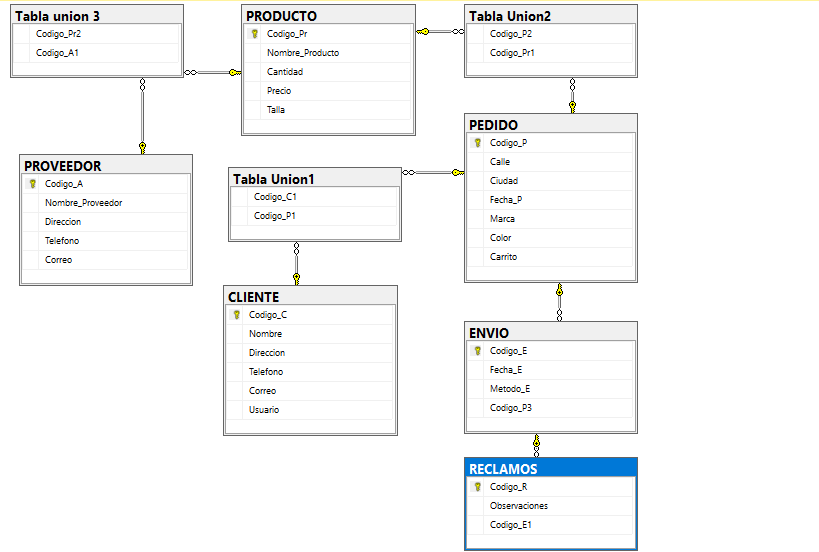 Tabla union 3
Codigo_Pr2
Codigo_A1
PRODUCTO
Codigo_Pr
Nombre_Producto
Cantidad
Precio
Talla
Tabla Union2
Codigo_P2
Codigo_Pr1
PROVEEDOR
Codigo_A
Nombre_Proveedor
Direccion
Telefono
Correo
Tabla Union1
Codigo_C1
Codigo_P1
PEDIDO
Codigo_P
Calle
Ciudad
Fecha_P
Marca
Color
Carrito
CLIENTE
Codigo_C
Nombre
Direccion
Telefono
Correo
Usuario
ENVIO
Codigo_E
Fecha_E
Metodo_E
Codigo_P3
RECLAMOS
Codigo_R
Observaciones
Codigo_E1